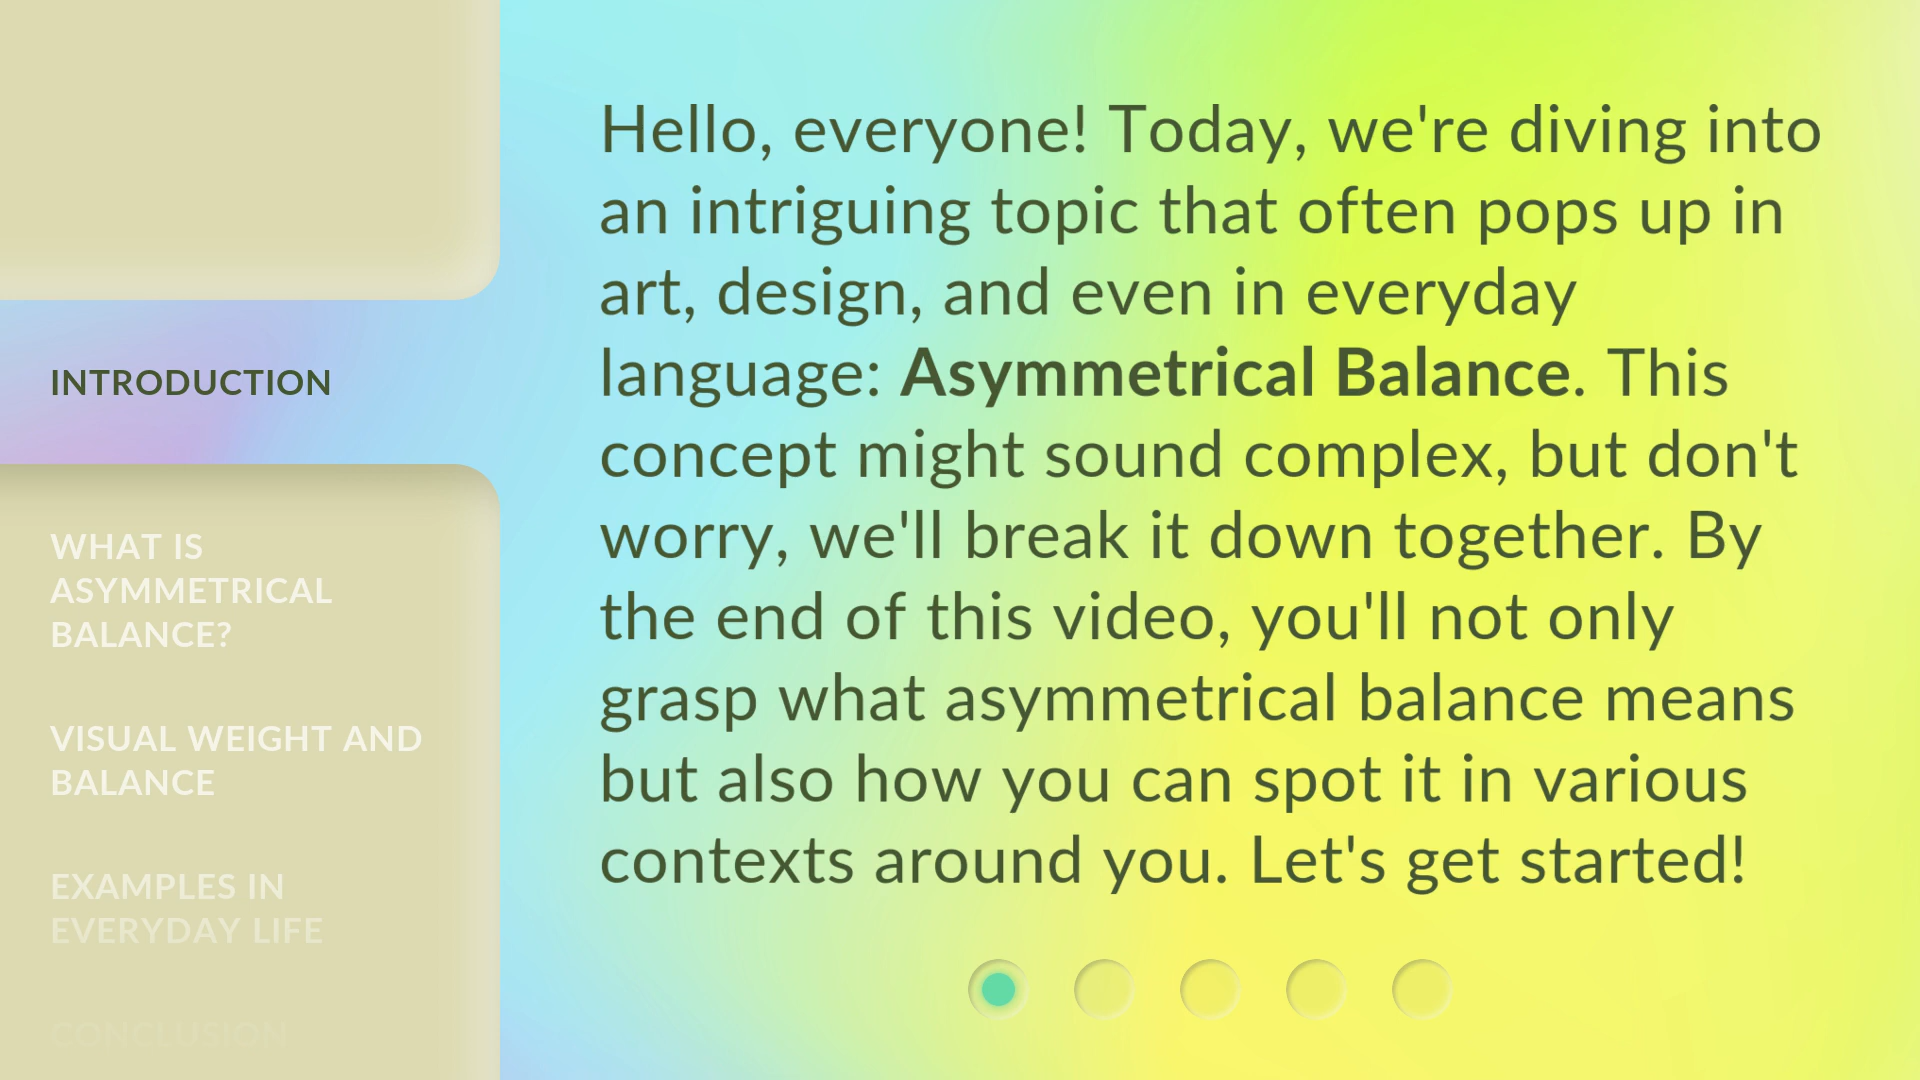 INTRODUCTION
WHAT IS
ASYMMETRICAL
BALANCE?
VISUAL WEIGHT AND
BALANCE
EXAMPLES IN
EVERYDAY LIFE
CONCLUSION
Hello, everyone! Today, we're diving into
an intriguing topic that often pops up in
art, design, and even in everyday
language: Asymmetrical Balance. This
concept might sound complex, but don't
worry, we'll break it down together. By
the end of this video, you'll not only
grasp what asymmetrical balance means
but also how you can spot it in various
contexts around you. Let's get started!